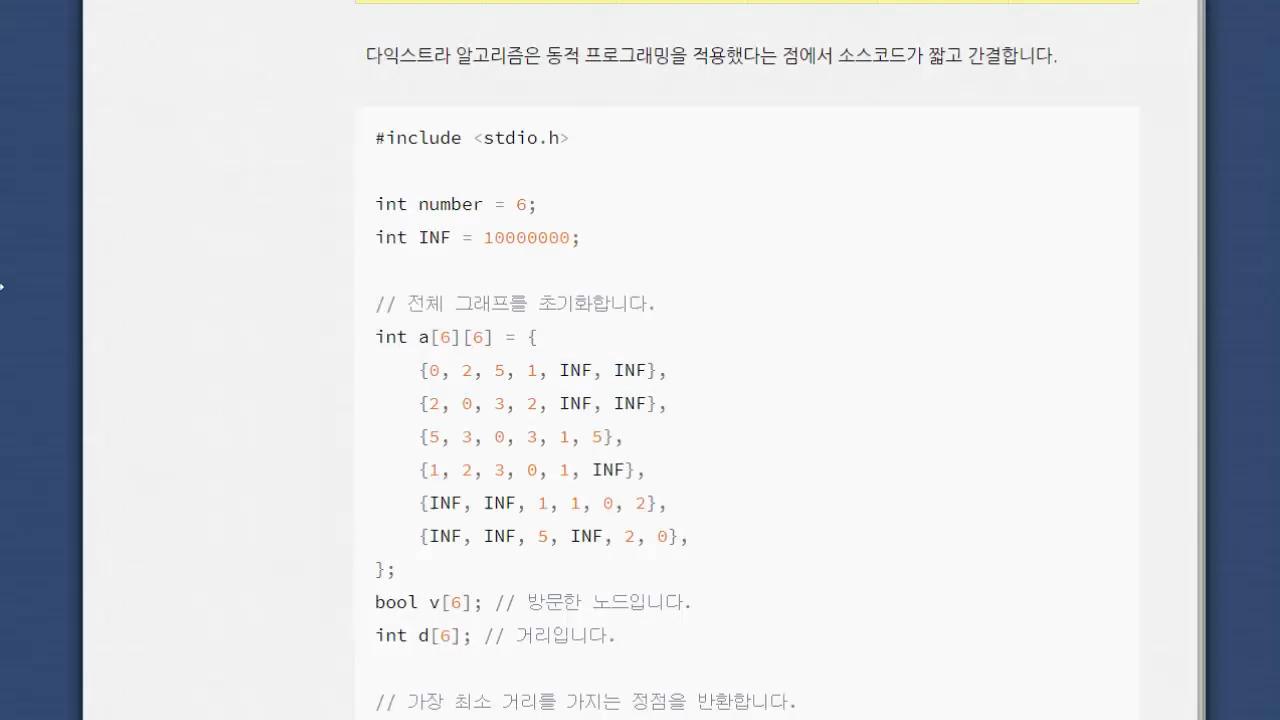 다익스트라 알고리즘은 동적 프로그래밍을 적용했다는 점에서 소스코드가 짧고 간결합니다.
#include <stdio.h>
int number = 6;
int INF = 10000000;
// 전체 그래프를 초기화합니다.
int a[6][6] = {
{0, 2, 5, 1, INF, INF},
{2, 0, 3, 2, INF, INF},
{5, 3, 0, 3, 1, 5},
{1, 2, 3, 0, 1, INF},
{INF, INF, 1, 1, 0, 2},
{INF, INF, 5, INF, 2, 0},
};
bool v[6]; // 방문한 노드입니다.
int d[6]; // 거리입니다.
// 가장 최소 거리를 가지는 정점을 반환합니다.